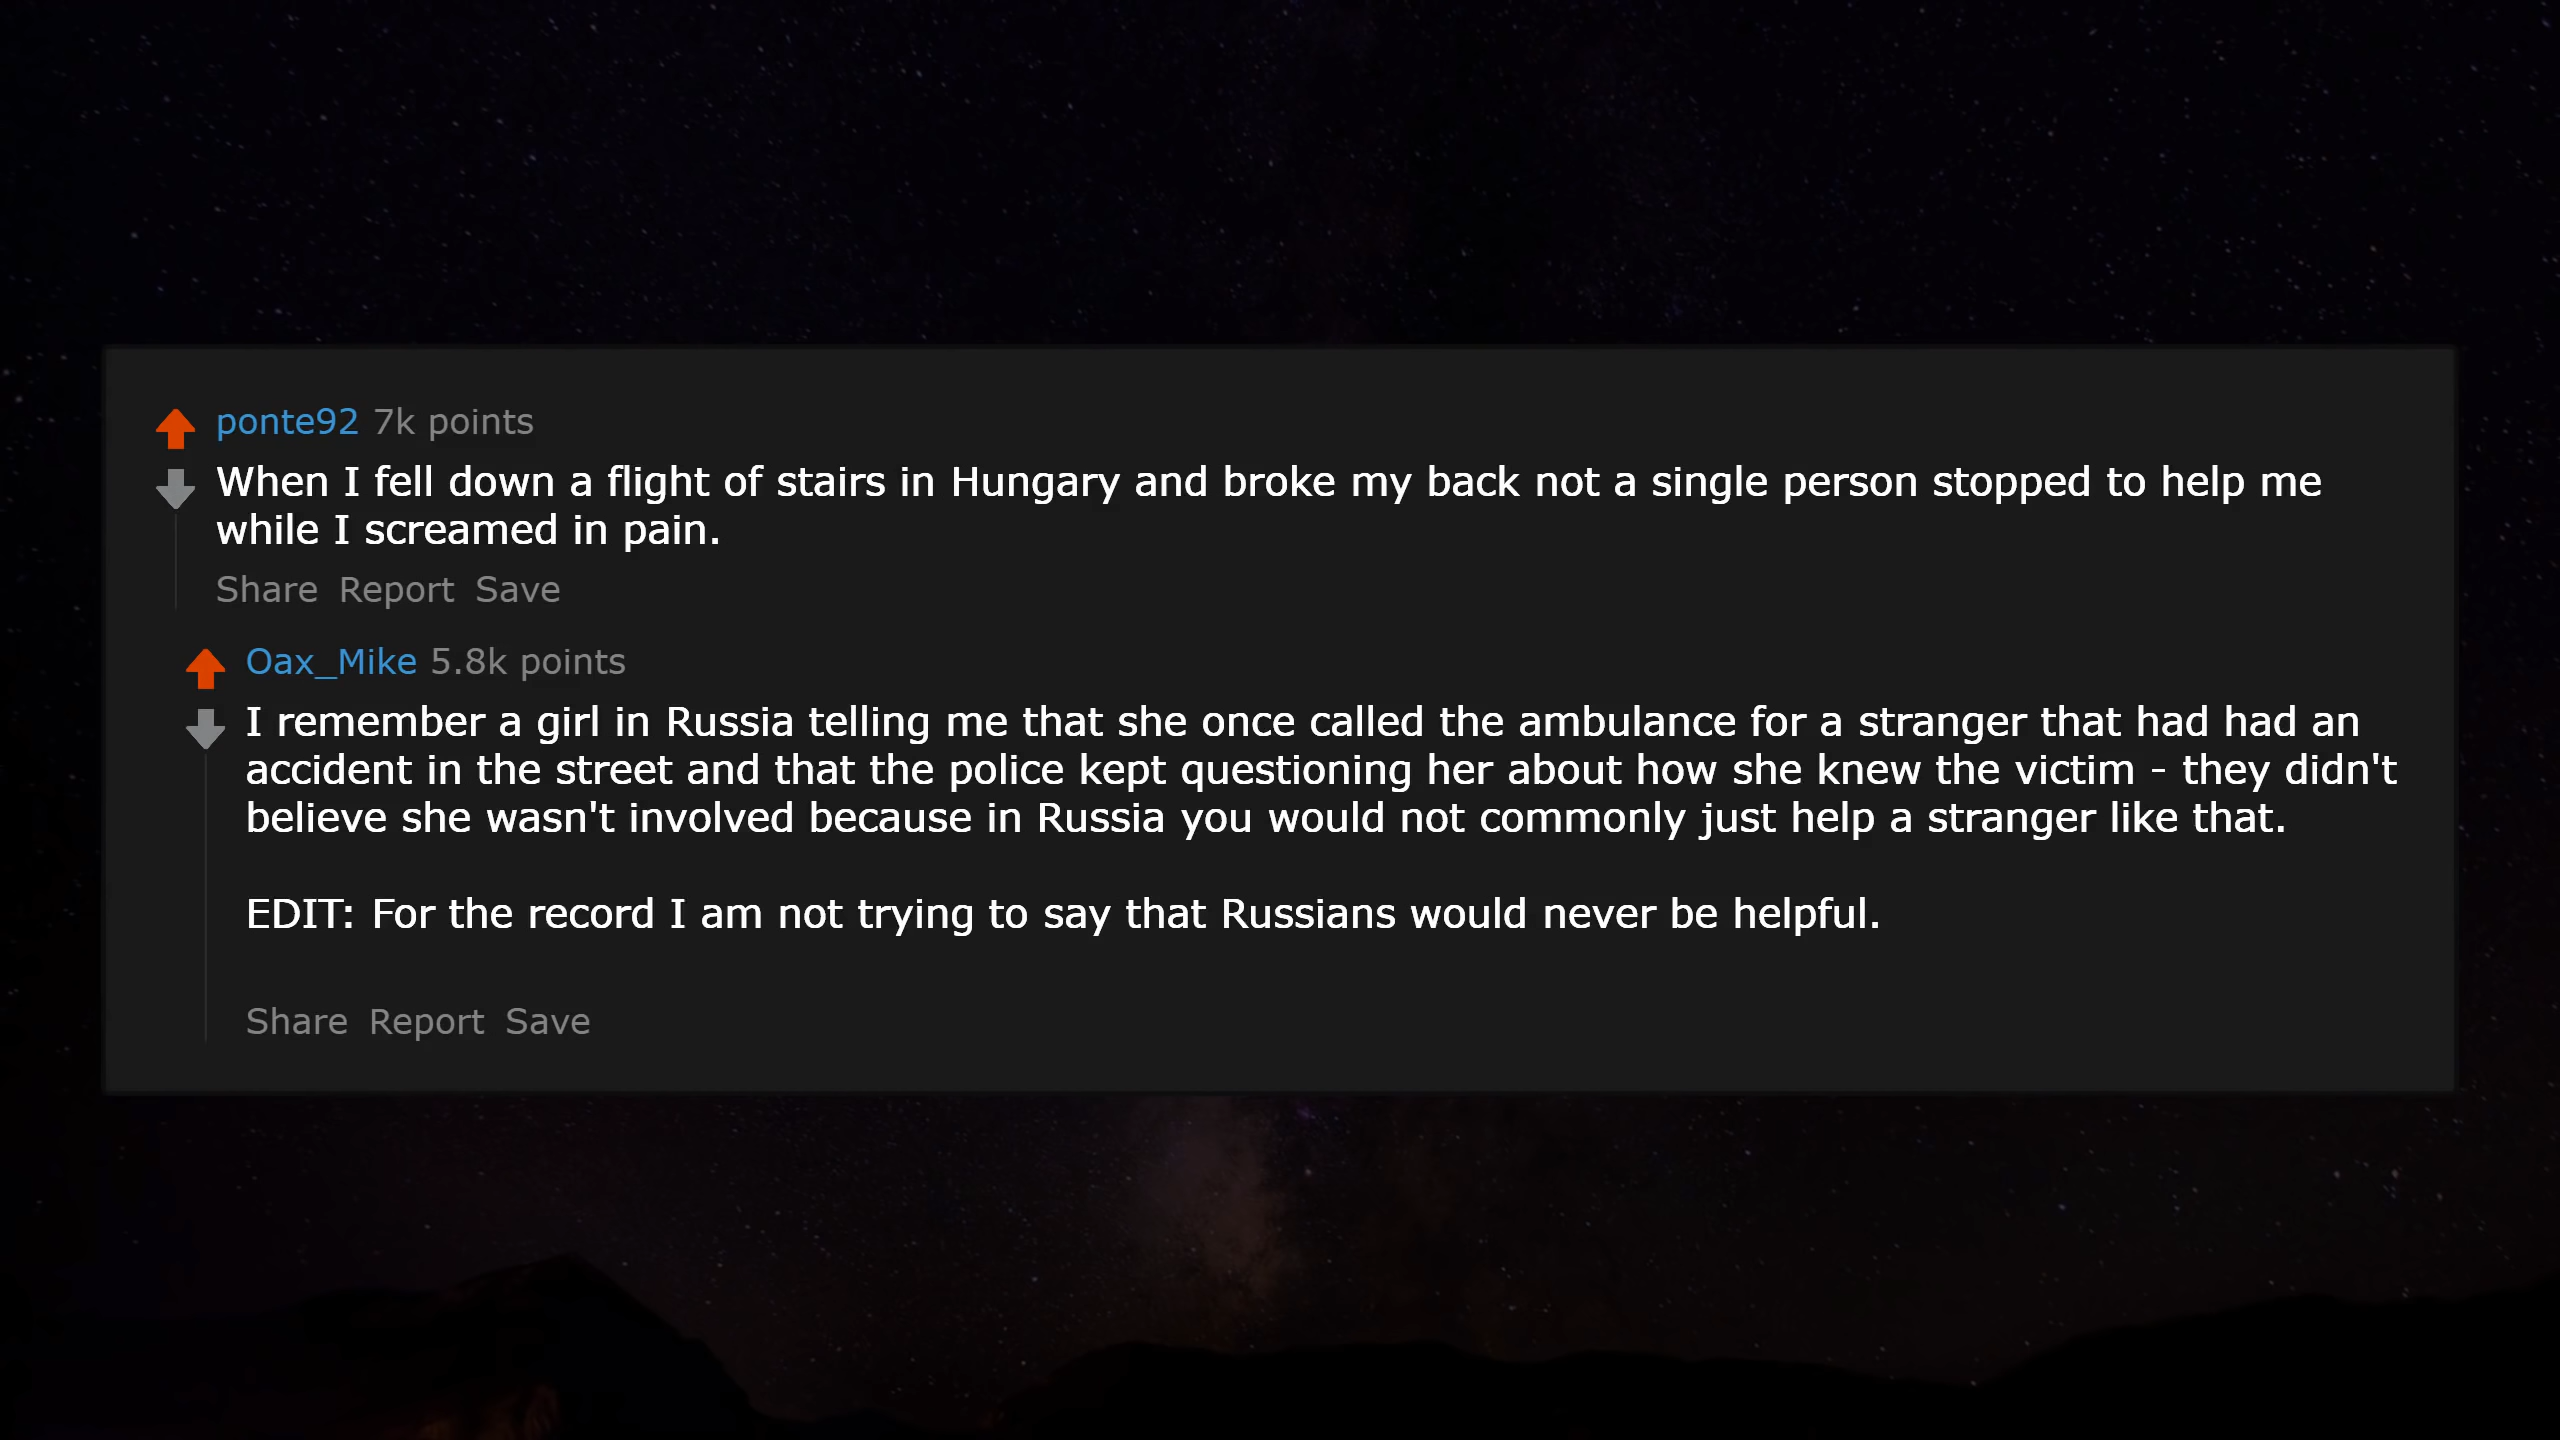 ponte92 7k points
When I fell down a flight of stairs in Hungary and broke my back not a single person stopped to help me
while I screamed in pain.
Share Report Save
Oax_Mike 5.8k points
I remember a girl in Russia telling me that she once called the ambulance for a stranger that had had an
accident in the street and that the police kept questioning her about how she knew the victim - they didn't
believe she wasn't involved because in Russia you would not commonly just help a stranger like that.
EDIT: For the record I am not trying to say that Russians would never be helpful.
Share Report Save